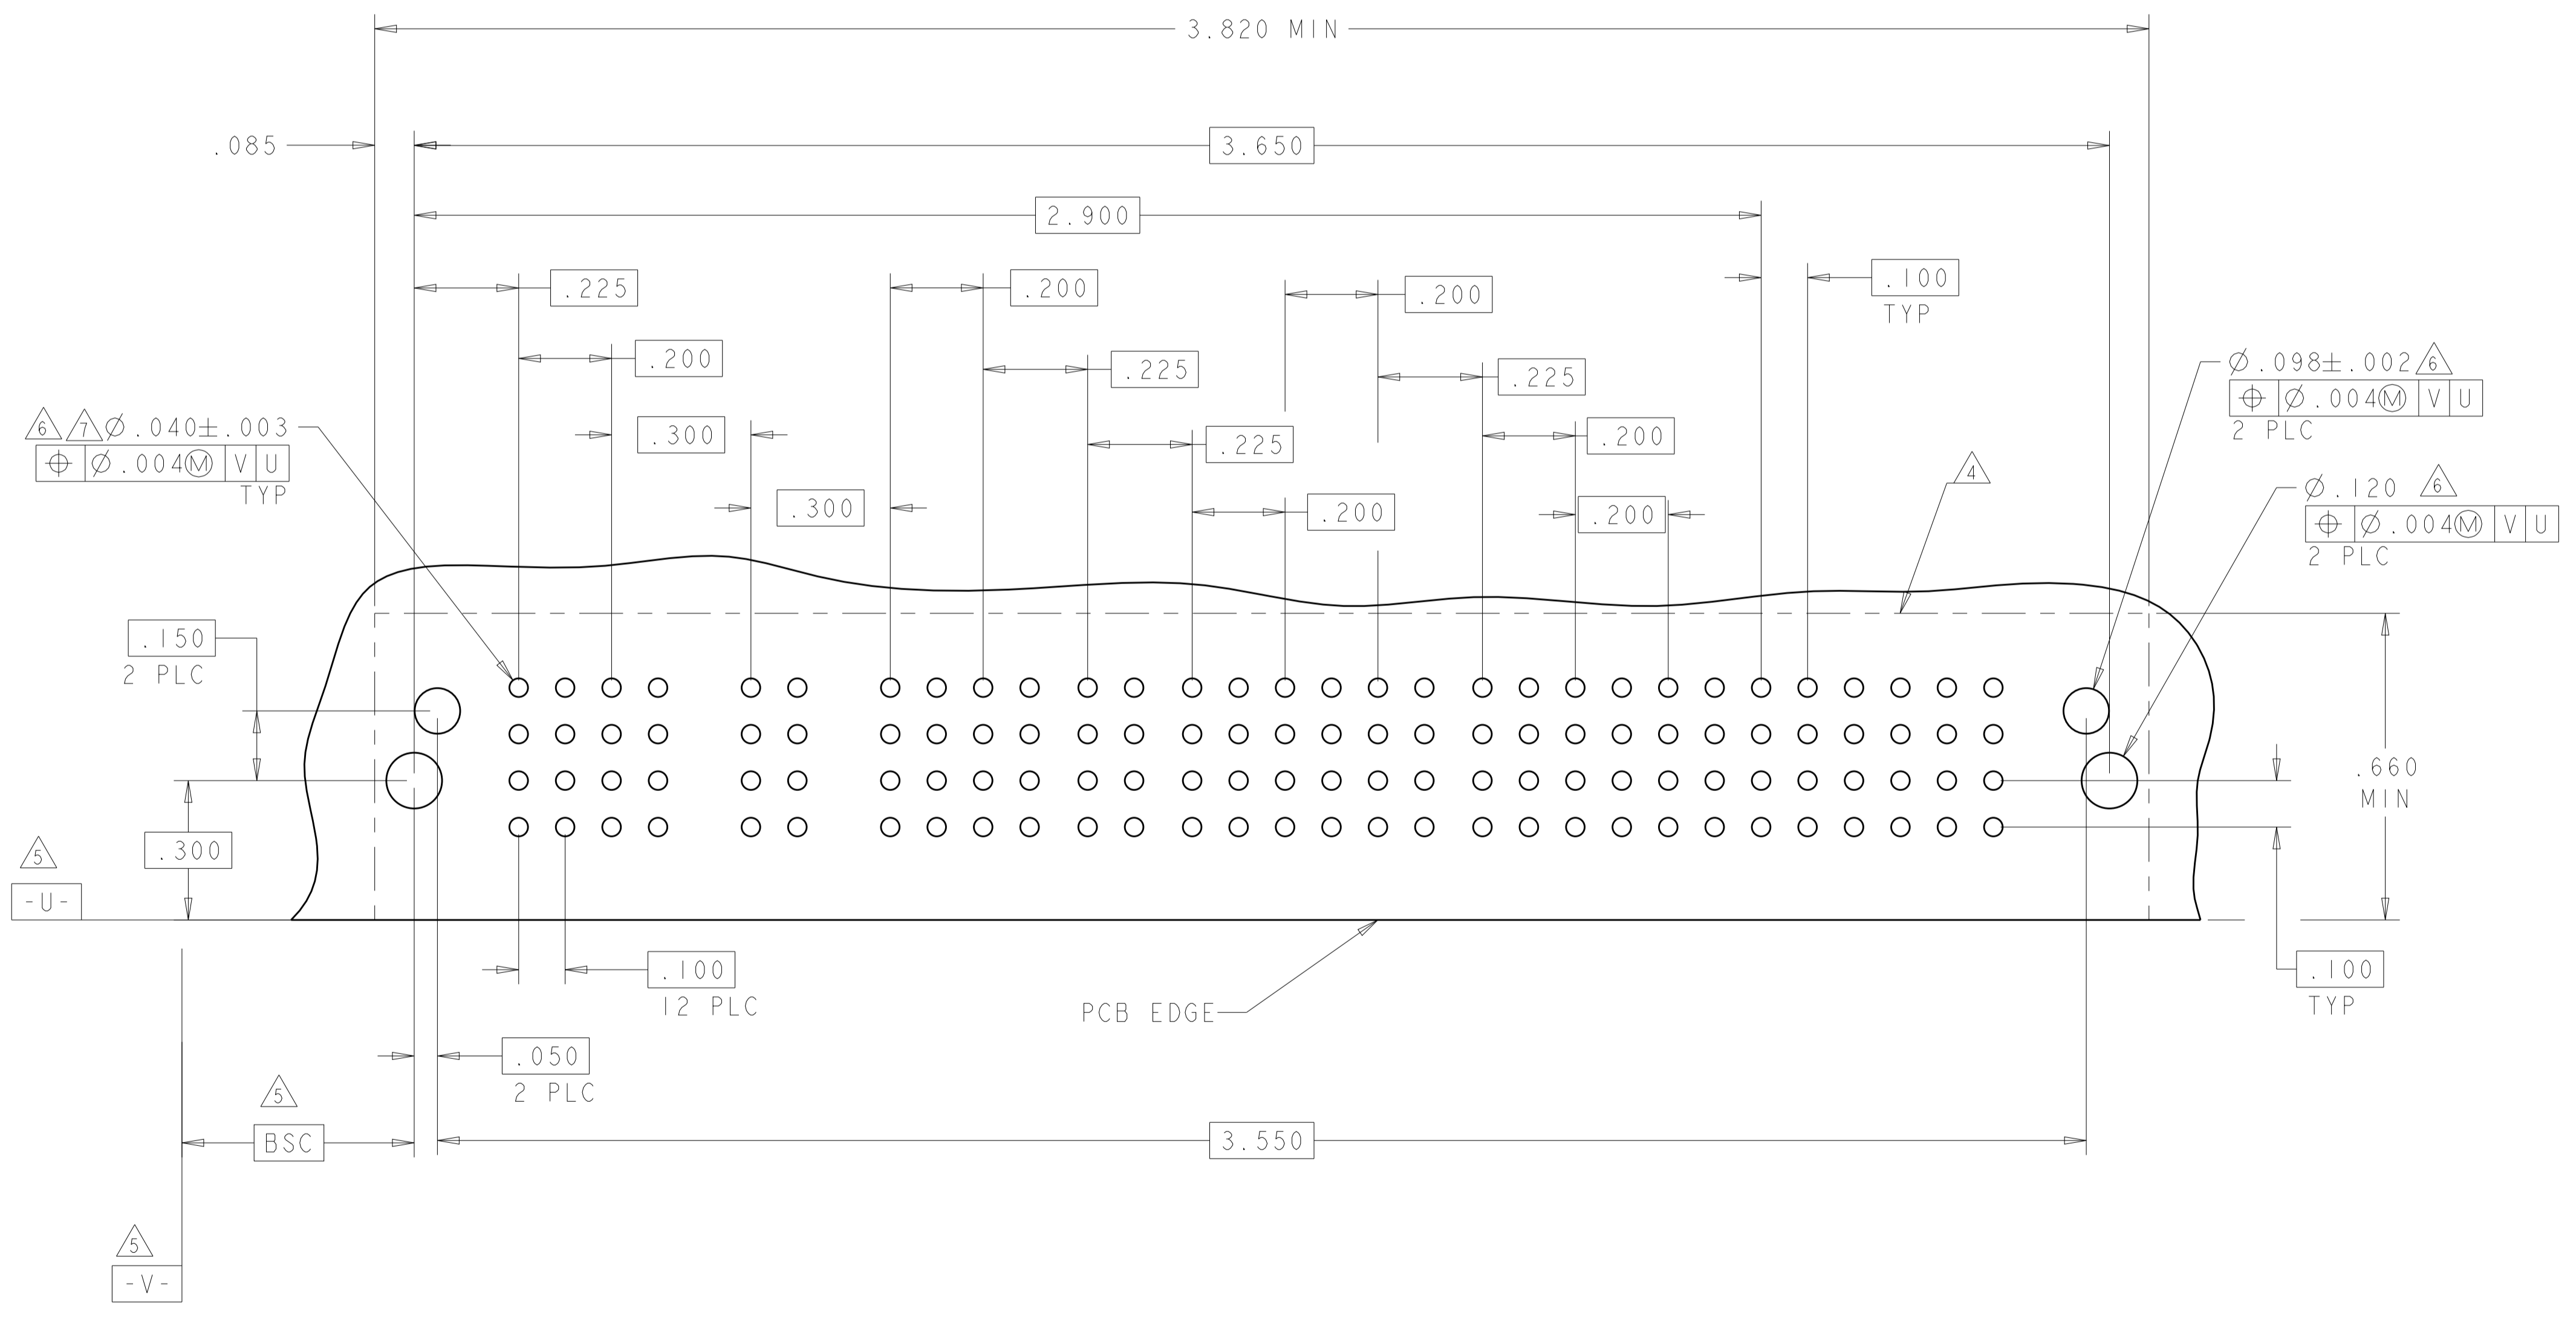 3.820 MIN
.085
3.650
2.900
.225
.200
.200
.100
TYP
.200
.225
.225
.300
.225
.200
.300
.200
.200
6 7 Ø.040±.003
⌖ Ø.004Ⓜ V U
TYP
Ø.098±.002 6
⌖ Ø.004Ⓜ V U
2 PLC
4
Ø.120 6
⌖ Ø.004Ⓜ V U
2 PLC
.150
2 PLC
.660
MIN
.300
5
-U-
.100
12 PLC
PCB EDGE
.100
TYP
.050
2 PLC
5
BSC
3.550
5
-V-